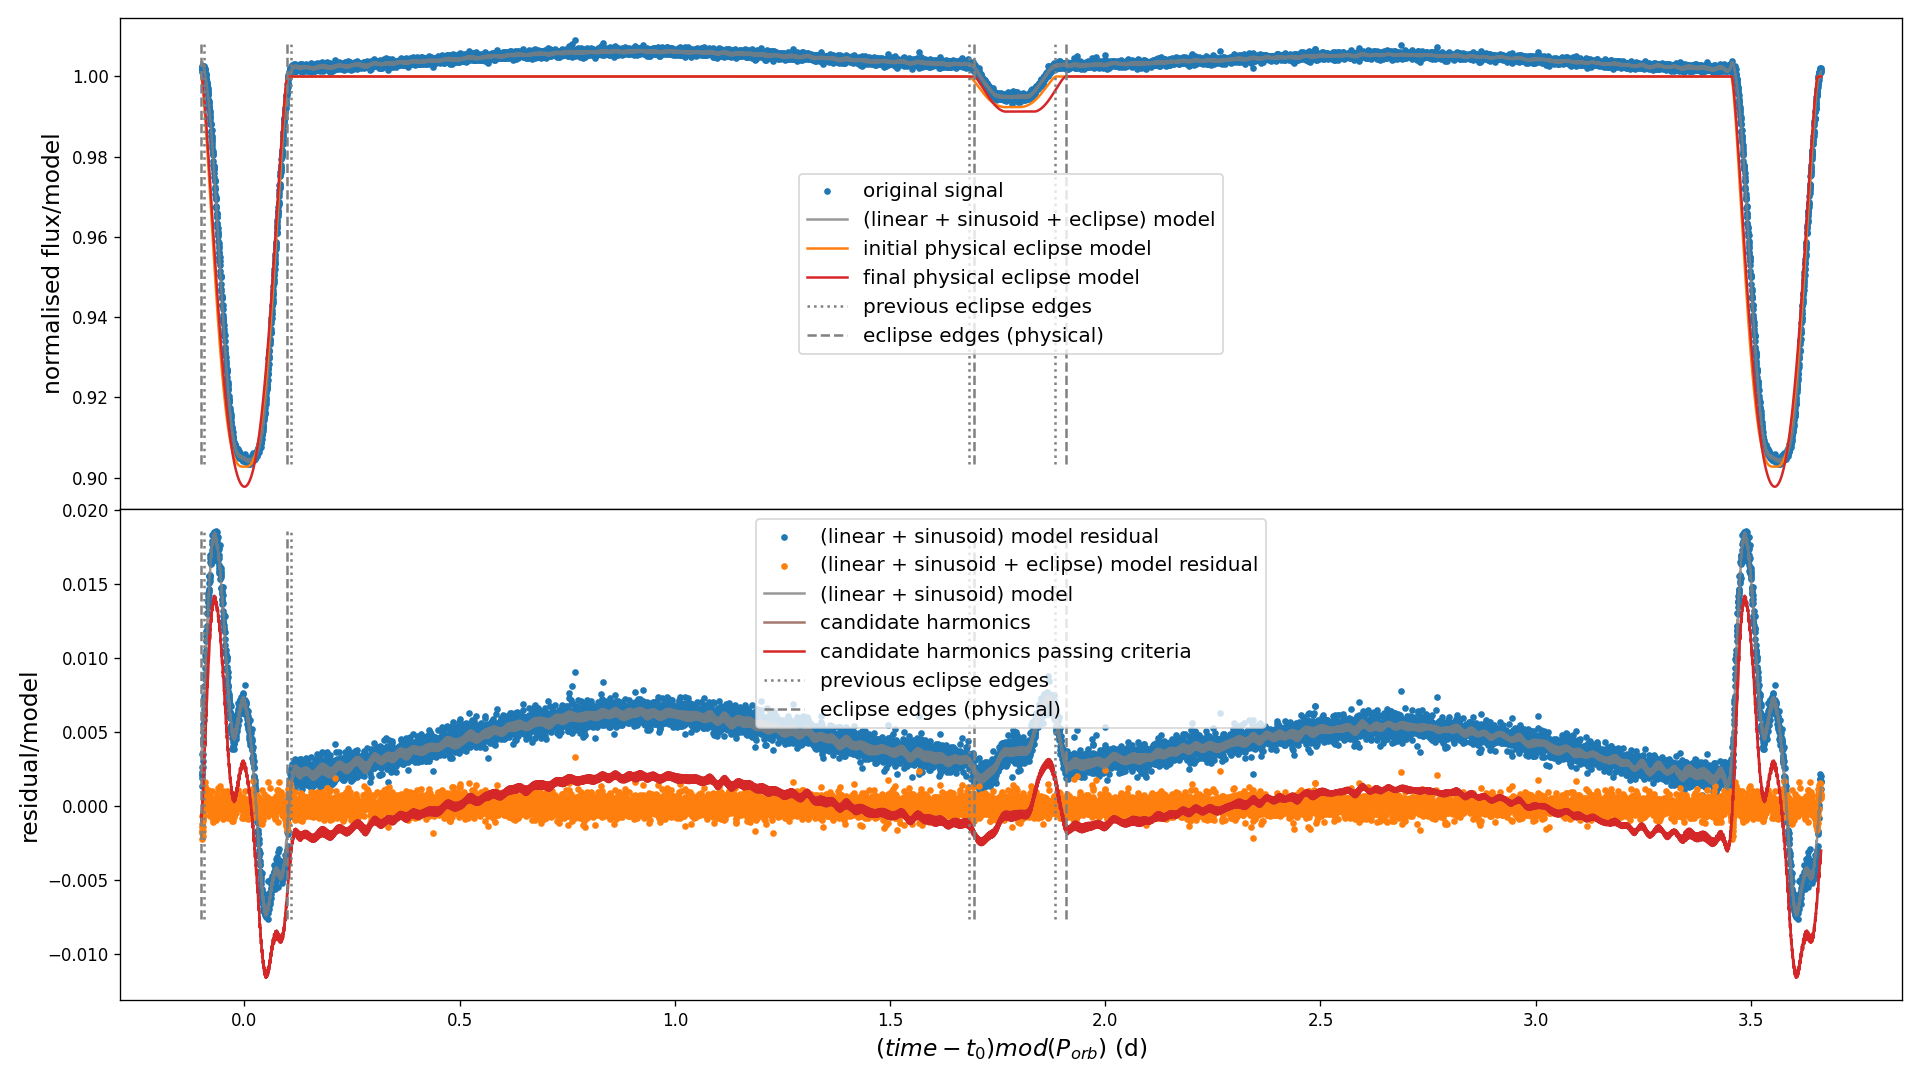 normalised flux/model
1.00
0.98
0.96
0.94
0.92
0.90
original signal
(linear + sinusoid + eclipse) model
initial physical eclipse model
final physical eclipse model
previous eclipse edges
eclipse edges (physical)
residual/model
0.020
0.015
0.010
0.005
0.000
−0.005
−0.010
(linear + sinusoid) model residual
(linear + sinusoid + eclipse) model residual
(linear + sinusoid) model
candidate harmonics
candidate harmonics passing criteria
previous eclipse edges
eclipse edges (physical)
0.0 0.5 1.0 1.5 2.0 2.5 3.0 3.5
(time − t₀)mod(P_orb) (d)